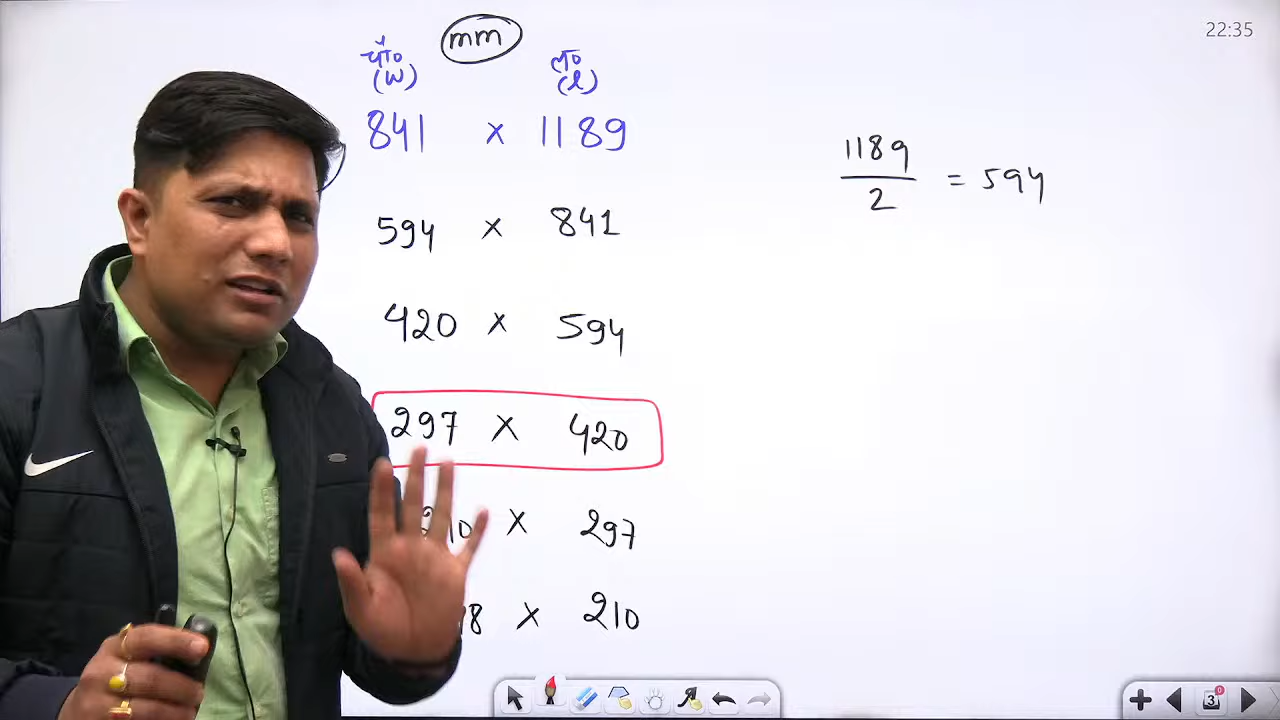 22:35
mm
चौ० ल०
(W) (l)
841 x 1189
594 x 841
420 x 594
297 x 420
x 297
x 210
1189
2
= 594
3